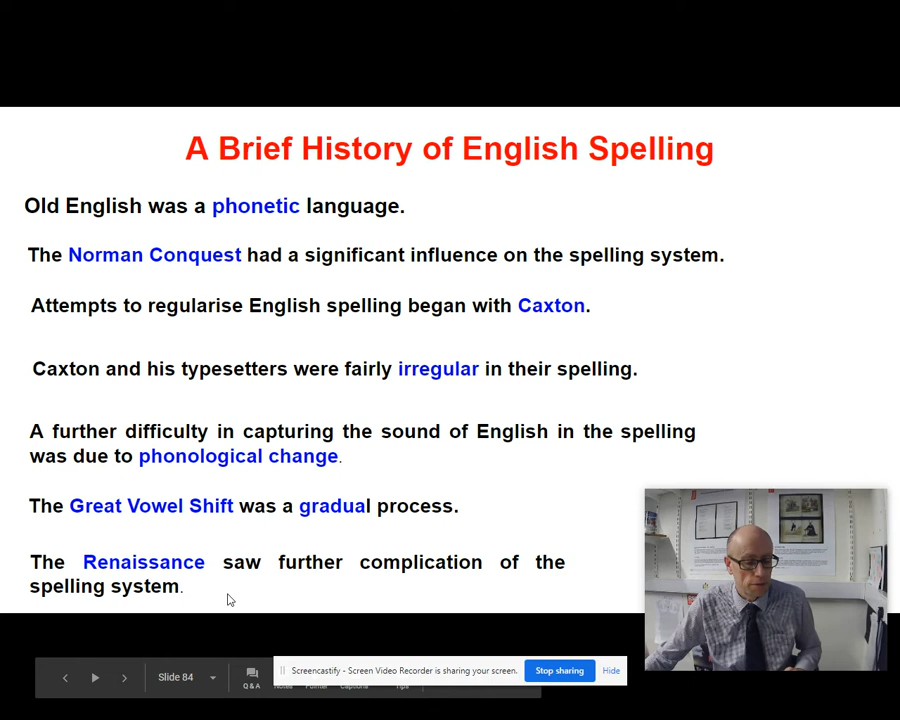 A Brief History of English Spelling
Old English was a phonetic language.
The Norman Conquest had a significant influence on the spelling system.
Attempts to regularise English spelling began with Caxton.
Caxton and his typesetters were fairly irregular in their spelling.
A further difficulty in capturing the sound of English in the spelling
was due to phonological change.
The Great Vowel Shift was a gradual process.
The Renaissance saw further complication of the
spelling system.
Slide 84
Q & A
Screencastify - Screen Video Recorder is sharing your screen.
Stop sharing
Hide
Notes
Pointer
Captions
Tips